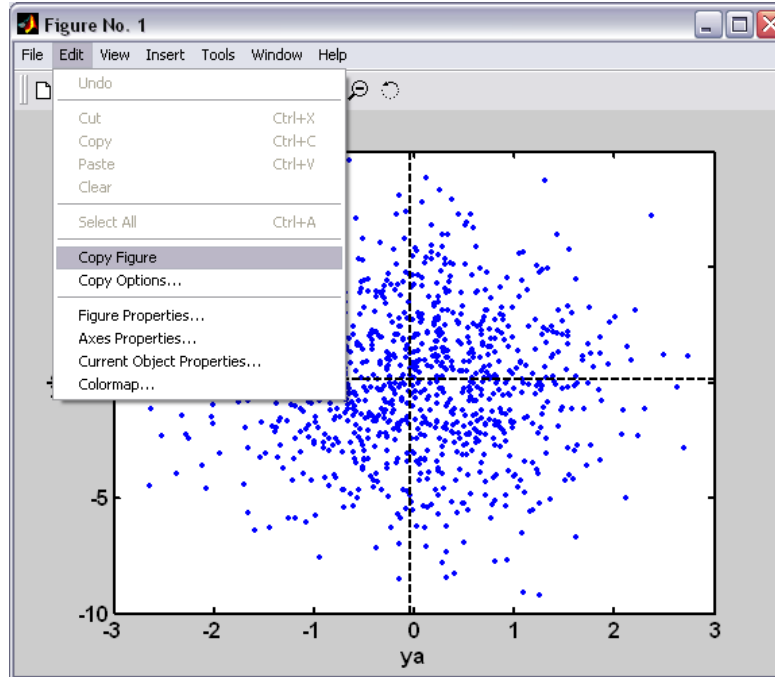 Figure No. 1
File Edit View Insert Tools Window Help
Undo
Cut Ctrl+X
Copy Ctrl+C
Paste Ctrl+V
Clear
Select All Ctrl+A
Copy Figure
Copy Options...
Figure Properties...
Axes Properties...
Current Object Properties...
Colormap...
-5
-10
-3 -2 -1 0 1 2 3
ya